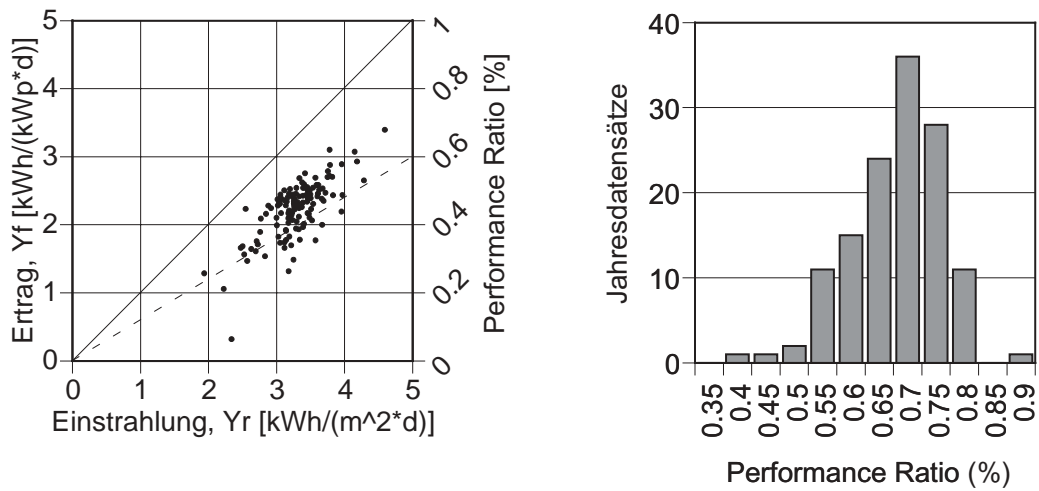 5
4
3
2
1
0
Ertrag, Yf [kWh/(kWp*d)]
0 1 2 3 4 5
Einstrahlung, Yr [kWh/(m^2*d)]
1
0.8
0.6
0.4
0.2
0
Performance Ratio [%]
40
30
20
10
0
Jahresdatensätze
0.35 0.4 0.45 0.5 0.55 0.6 0.65 0.7 0.75 0.8 0.85 0.9
Performance Ratio (%)